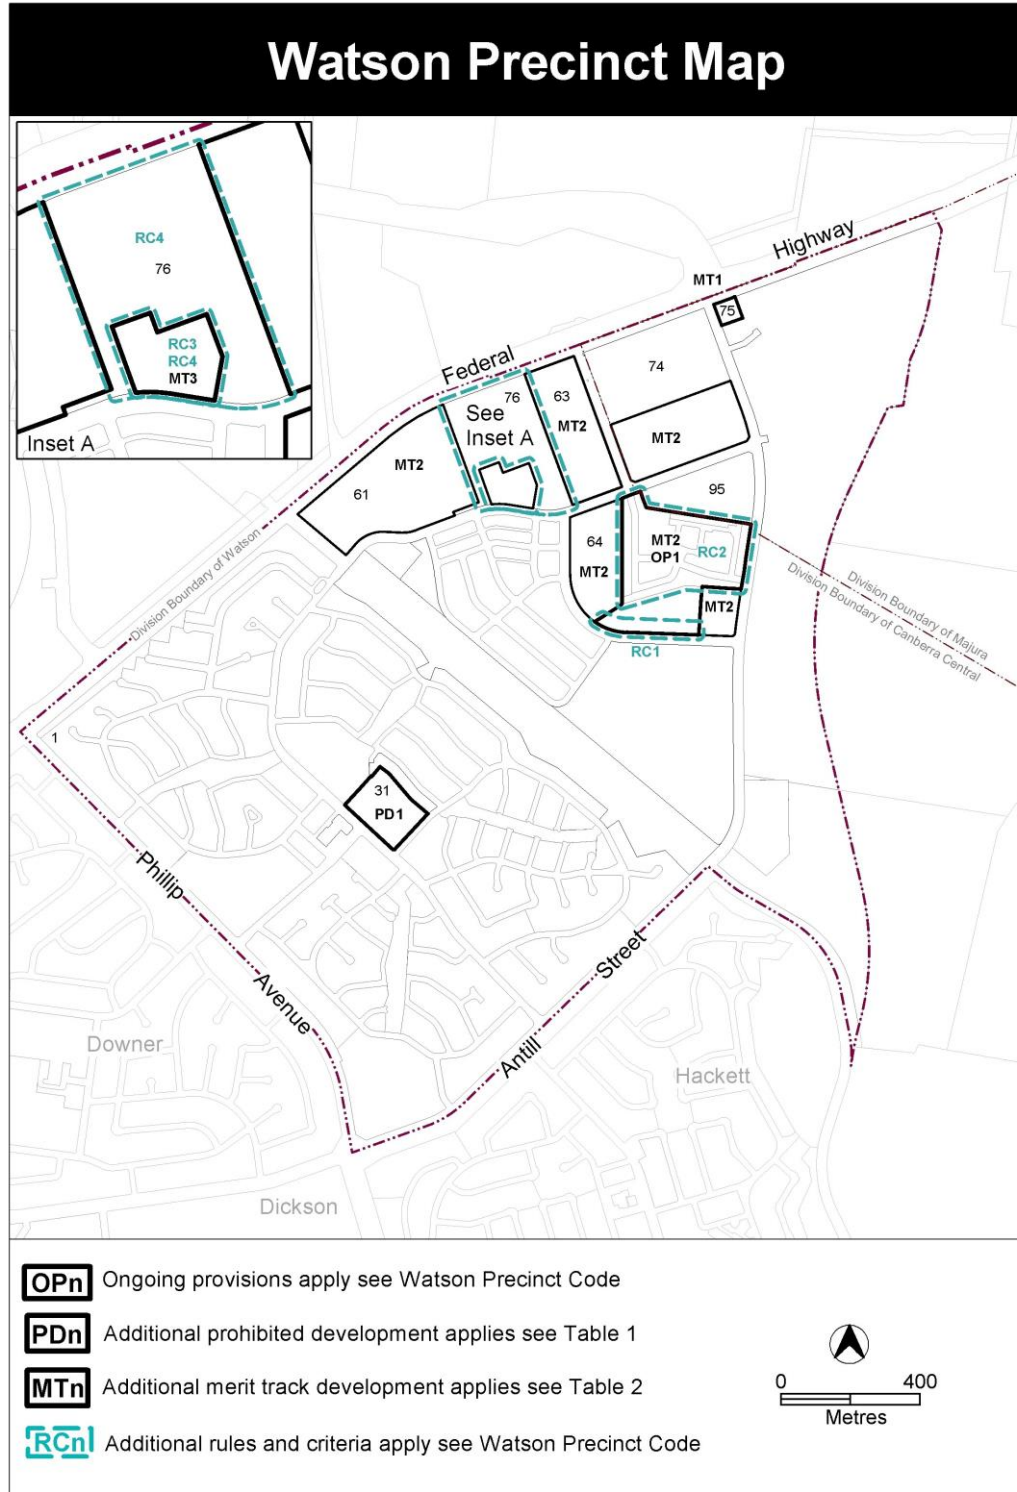 Watson Precinct Map
RC4
76
RC3
RC4
MT3
Inset A
Highway
MT1
75
Federal
74
76
63
See
Inset A
MT2
MT2
MT2
61
95
64
MT2
MT2
OP1
RC2
MT2
RC1
Division Boundary of Watson
Division Boundary of Majura
Division Boundary of Canberra Central
1
31
PD1
Phillip
Avenue
Antill
Street
Downer
Hackett
Dickson
OPn Ongoing provisions apply see Watson Precinct Code
PDn Additional prohibited development applies see Table 1
MTn Additional merit track development applies see Table 2
RCn Additional rules and criteria apply see Watson Precinct Code
0 400
Metres